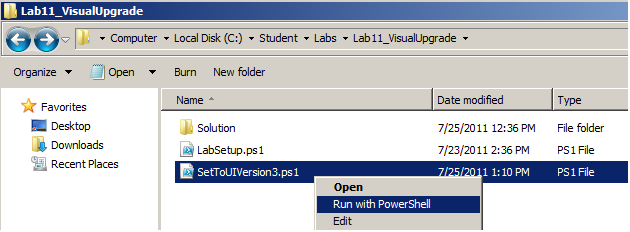 Lab11_VisualUpgrade
Computer Local Disk (C:) Student Labs Lab11_VisualUpgrade
Organize Open Burn New folder
Favorites
Desktop
Downloads
Recent Places
Name Date modified Type
Solution 7/25/2011 12:36 PM File folder
LabSetup.ps1 7/23/2011 2:36 PM PS1 File
SetToUIVersion3.ps1 7/25/2011 1:10 PM PS1 File
Open
Run with PowerShell
Edit